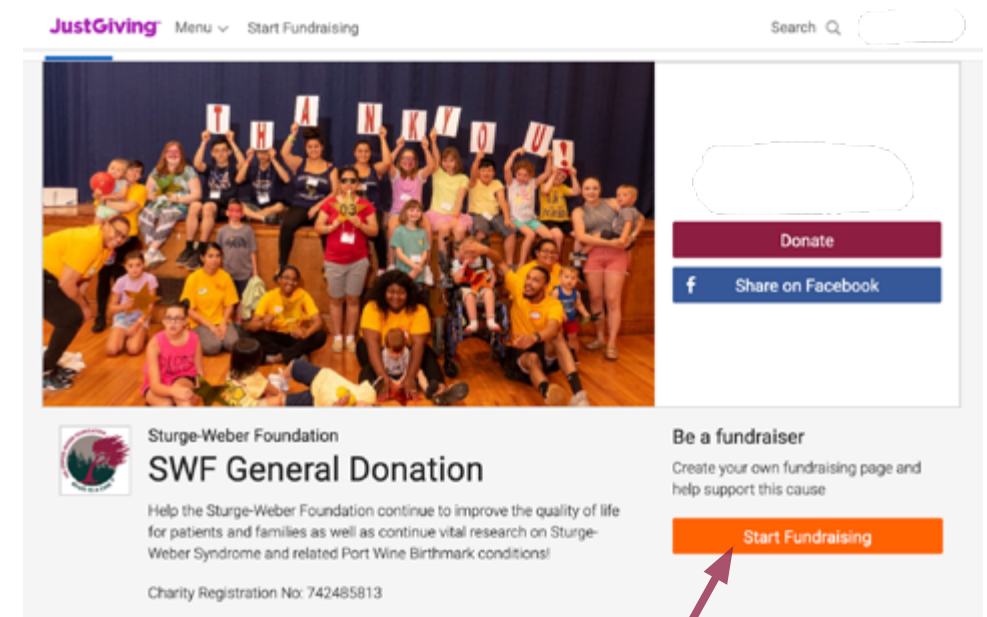 JustGiving Menu Start Fundraising Search
THANK YOU!
03
Donate
f Share on Facebook
Sturge-Weber Foundation
SWF General Donation
Help the Sturge-Weber Foundation continue to improve the quality of life
for patients and families as well as continue vital research on Sturge-
Weber Syndrome and related Port Wine Birthmark conditions!
Charity Registration No: 742485813
Be a fundraiser
Create your own fundraising page and
help support this cause
Start Fundraising